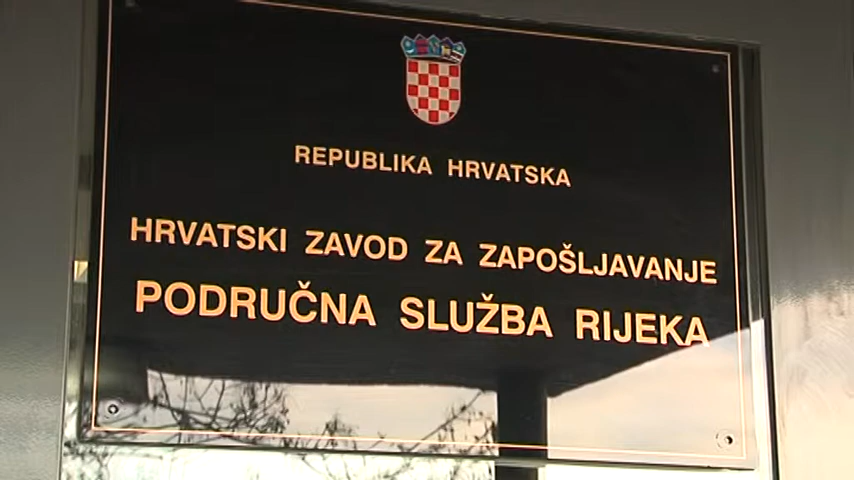 REPUBLIKA HRVATSKA
HRVATSKI ZAVOD ZA ZAPOŠLJAVANJE
PODRUČNA SLUŽBA RIJEKA